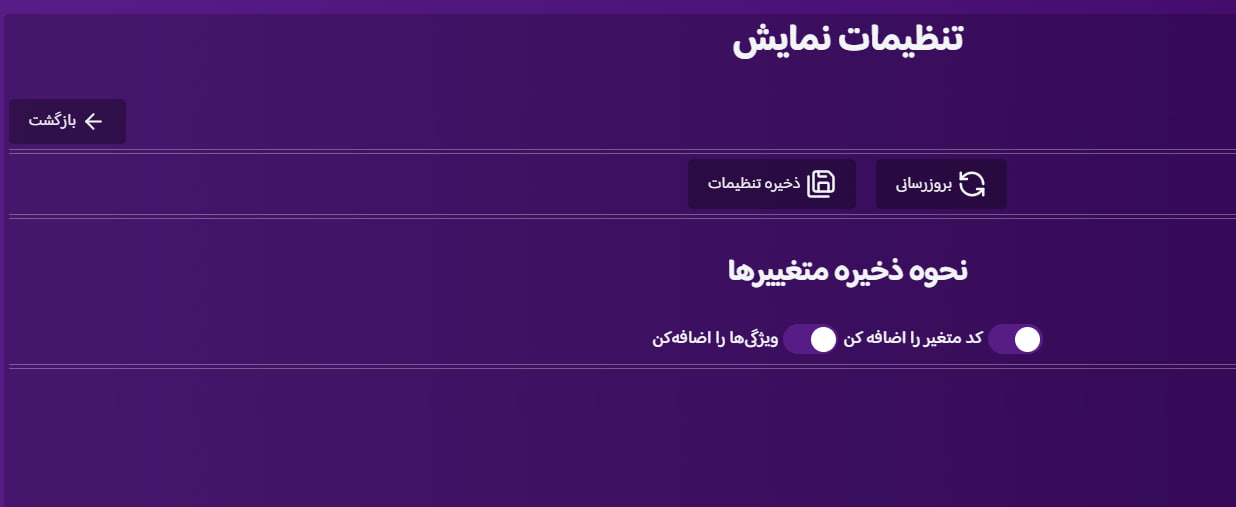 تنظیمات نمایش
بازگشت
بروزرسانی
ذخیره تنظیمات
نحوه ذخیره متغییرها
کد متغیر را اضافه کن
ویژگی‌ها را اضافه‌کن